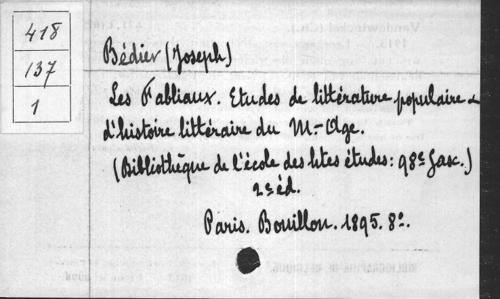 418
137
1
Bédier (Joseph)
Les Fabliaux. Etudes de littérature populaire &
d'histoire littéraire du M.-Age.
(Bibliothèque de l'école des htes études: 98e fasc.)
2e éd.
Paris. Bouillon. 1895. 8o.